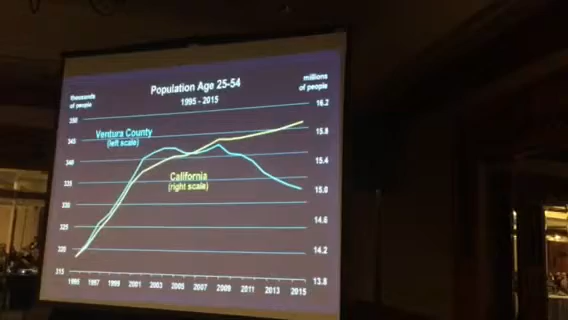 Population Age 25-54
1995 - 2015
thousands
of people
millions
of people
350
345
340
335
330
325
320
315
Ventura County
(left scale)
California
(right scale)
16.2
15.8
15.4
15.0
14.6
14.2
13.8
1995 1997 1999 2001 2003 2005 2007 2009 2011 2013 2015